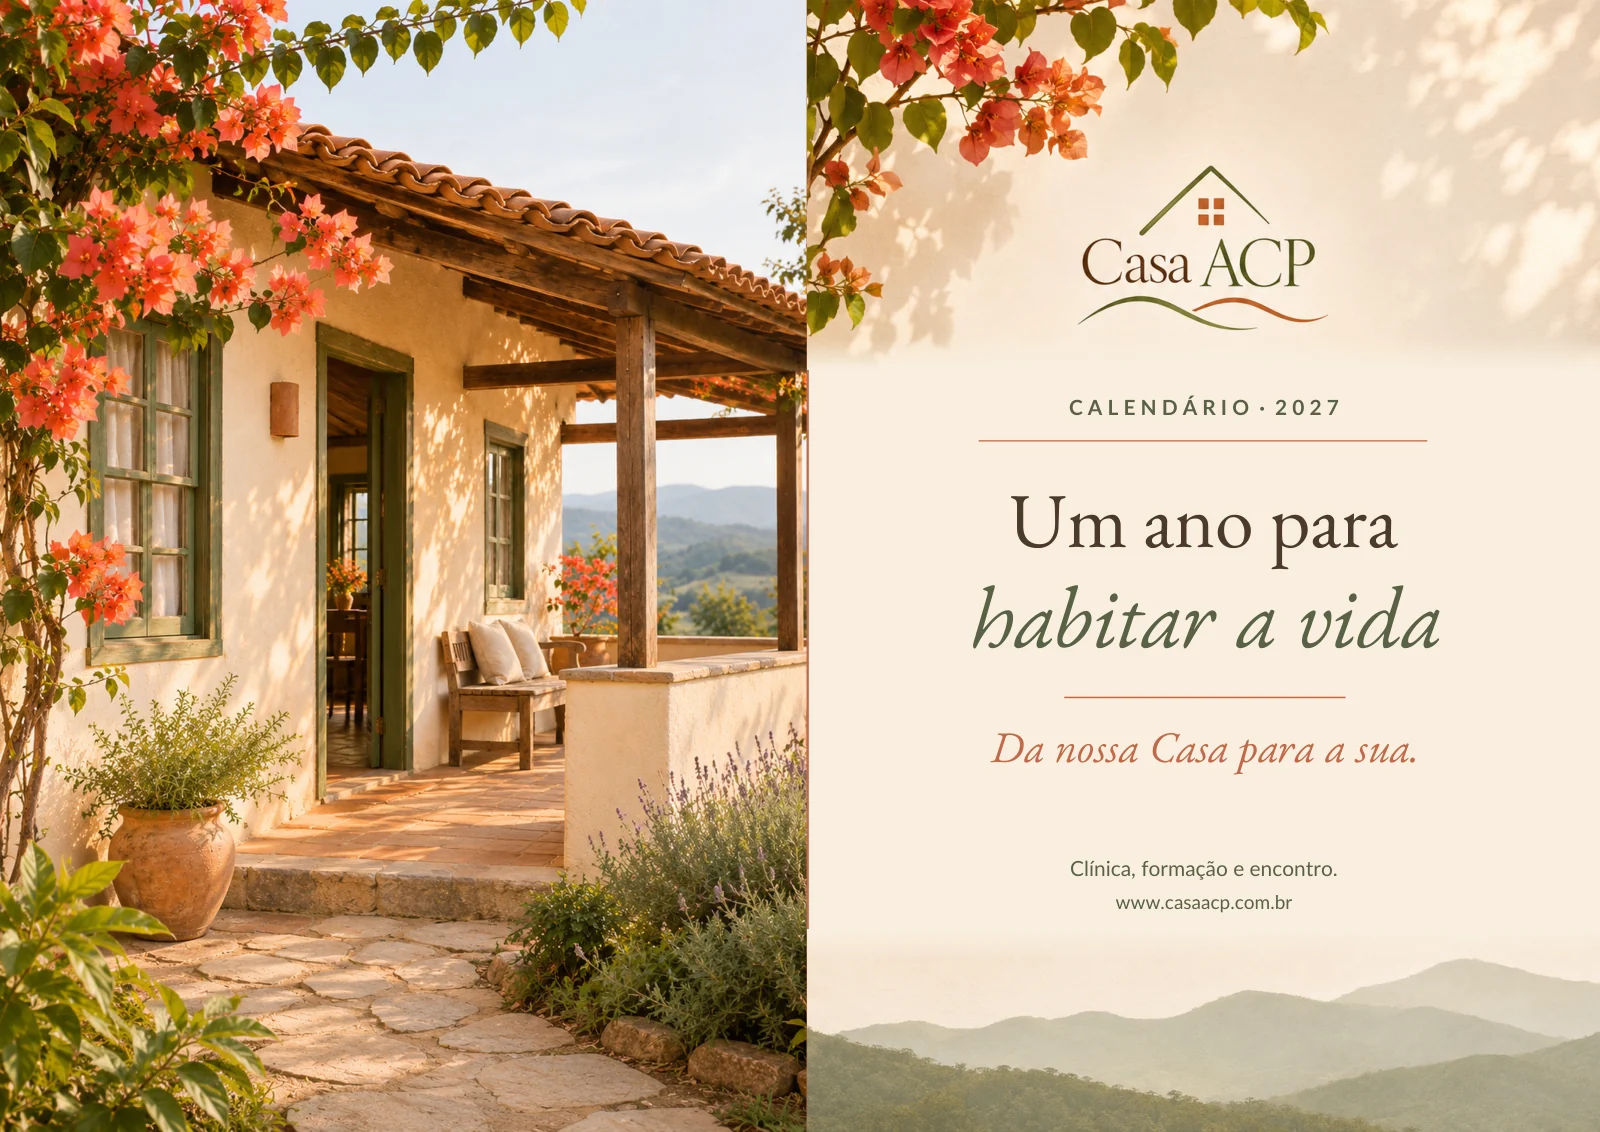 Casa ACP
CALENDÁRIO · 2027
Um ano para
habitar a vida
Da nossa Casa para a sua.
Clínica, formação e encontro.
www.casaacp.com.br